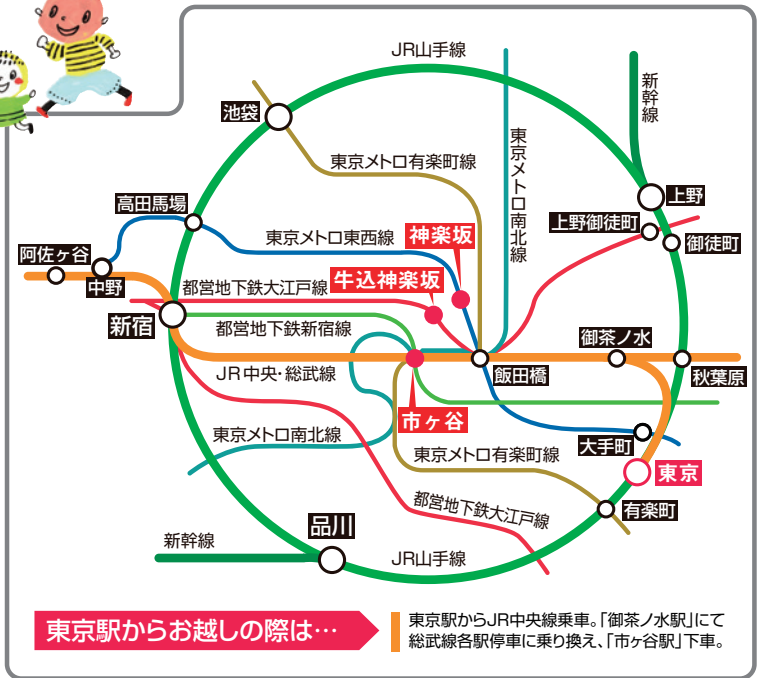 JR山手線
新幹線
池袋
東京メトロ有楽町線
東京メトロ南北線
上野
高田馬場
上野御徒町
御徒町
東京メトロ東西線
神楽坂
阿佐ヶ谷
中野
牛込神楽坂
都営地下鉄大江戸線
新宿
都営地下鉄新宿線
御茶ノ水
飯田橋
秋葉原
JR中央・総武線
市ヶ谷
東京メトロ南北線
大手町
東京メトロ有楽町線
東京
都営地下鉄大江戸線
有楽町
品川
新幹線
JR山手線
東京駅からお越しの際は…
東京駅からJR中央線乗車。「御茶ノ水駅」にて
総武線各駅停車に乗り換え、「市ヶ谷駅」下車。